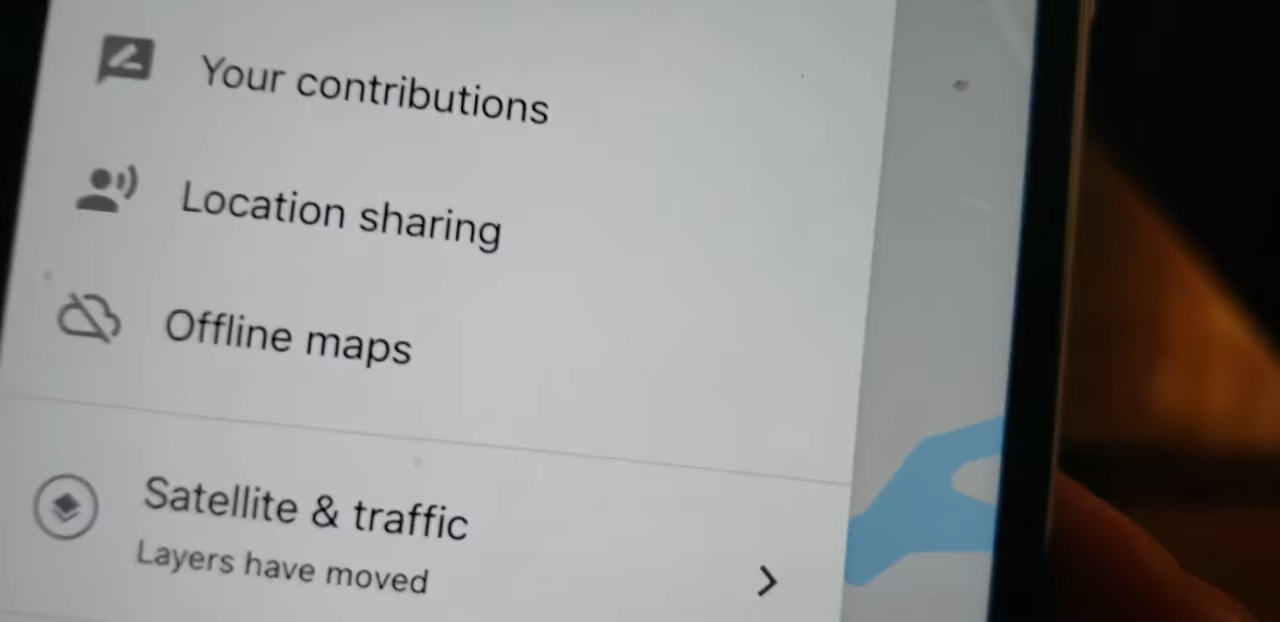 Your contributions
Location sharing
Offline maps
Satellite & traffic
Layers have moved